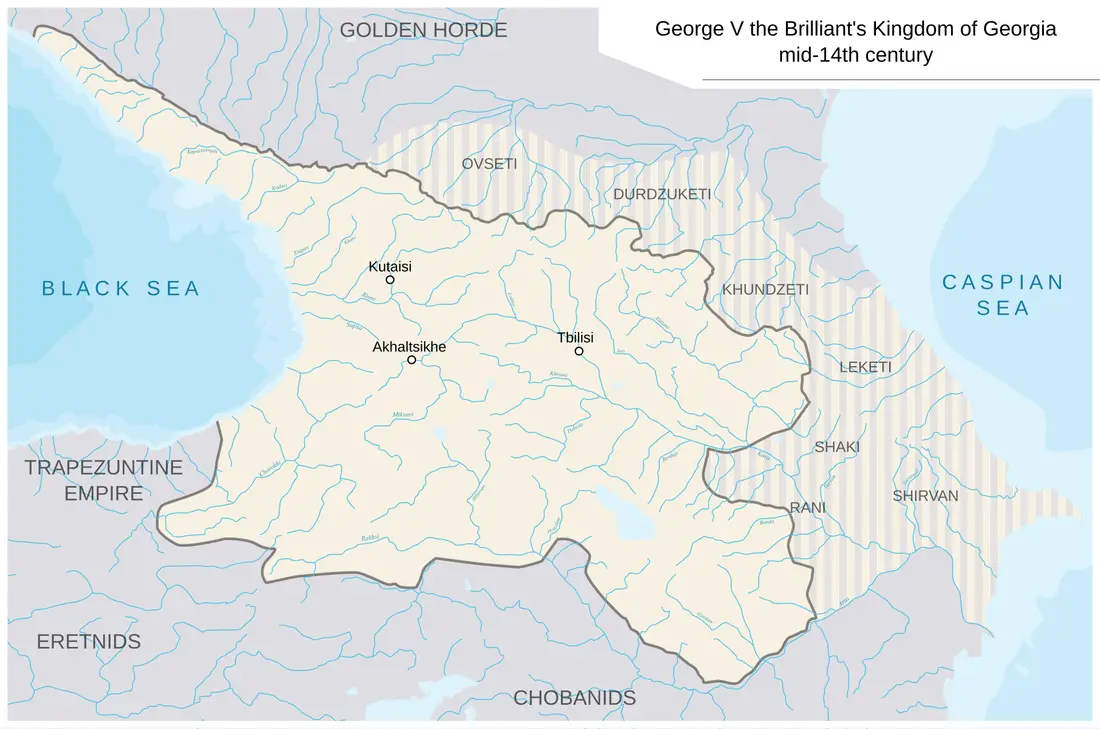 George V the Brilliant's Kingdom of Georgia
mid-14th century
GOLDEN HORDE
OVSETI
DURDZUKETI
Kutaisi
BLACK SEA
KHUNDZETI
CASPIAN
SEA
Akhaltsikhe
Tbilisi
LEKETI
SHAKI
TRAPEZUNTINE
EMPIRE
RANI
SHIRVAN
ERETNIDS
CHOBANIDS